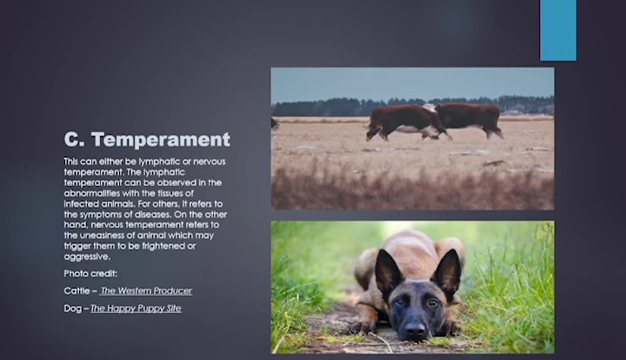 C. Temperament
This can either be lymphatic or nervous
temperament. The lymphatic
temperament can be observed in the
abnormalities with the tissues of
infected animals. For others, it refers to
the symptoms of diseases. On the other
hand, nervous temperament refers to
the uneasiness of animal which may
trigger them to be frightened or
aggressive.
Photo credit:
Cattle – The Western Producer
Dog – The Happy Puppy Site